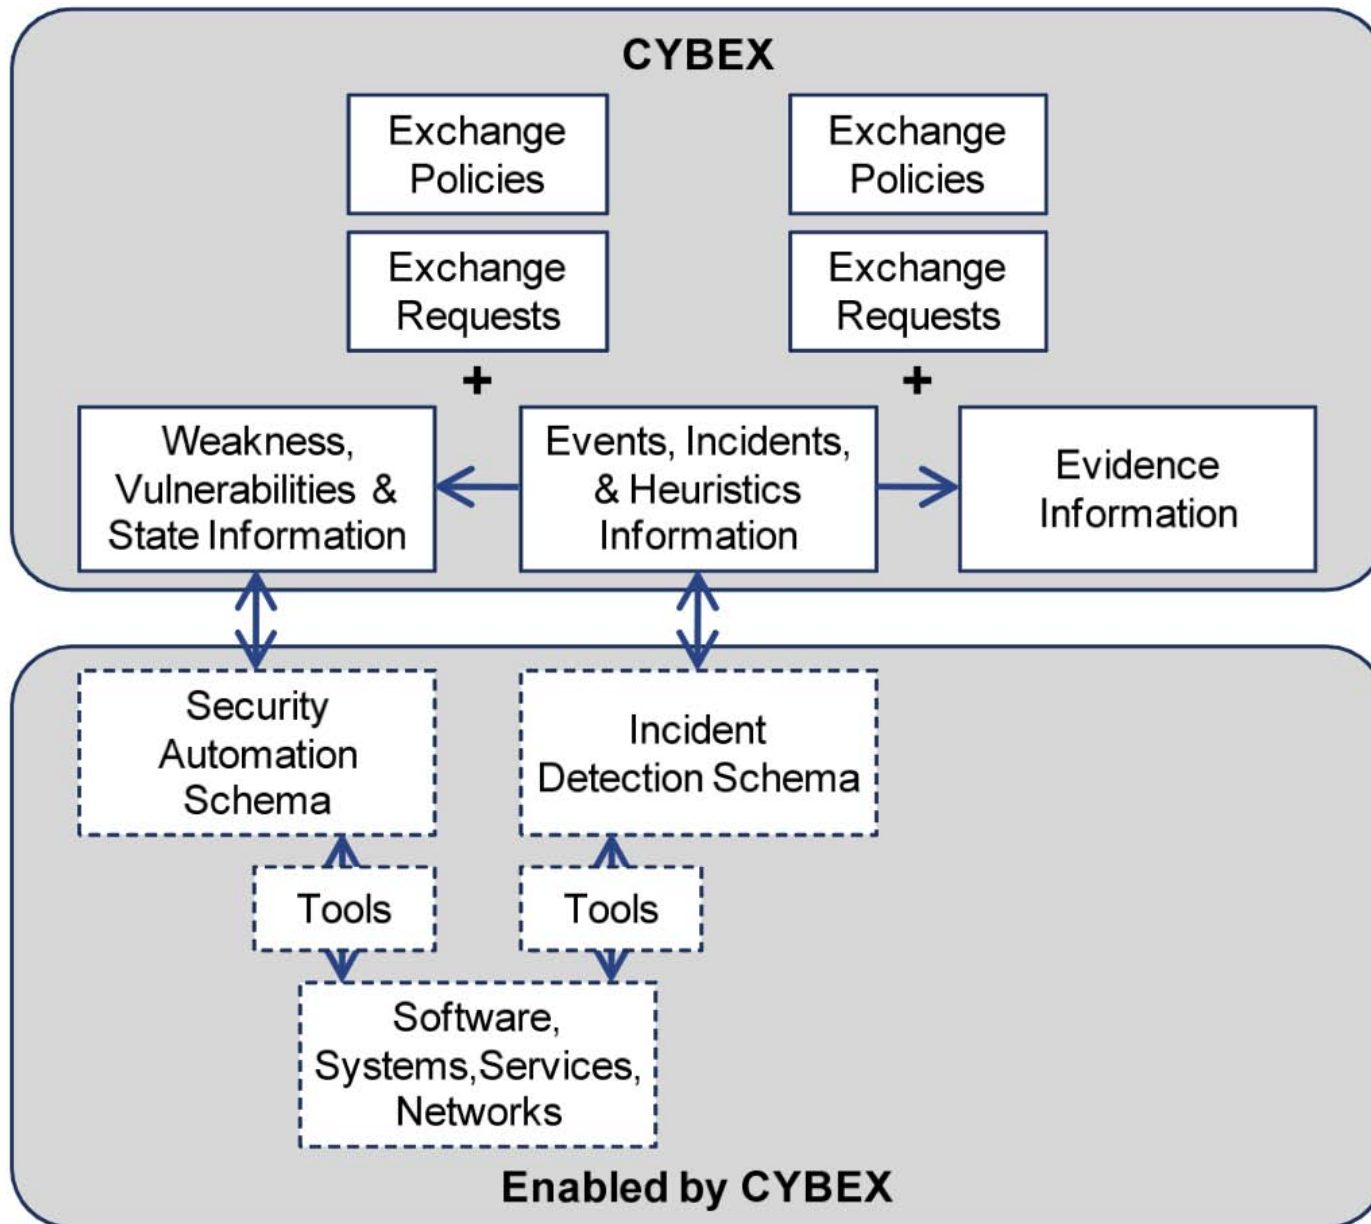 CYBEX
Exchange
Policies
Exchange
Policies
Exchange
Requests
Exchange
Requests
+
+
Weakness,
Vulnerabilities &
State Information
Events, Incidents,
& Heuristics
Information
Evidence
Information
Security
Automation
Schema
Incident
Detection Schema
Tools
Tools
Software,
Systems,Services,
Networks
Enabled by CYBEX